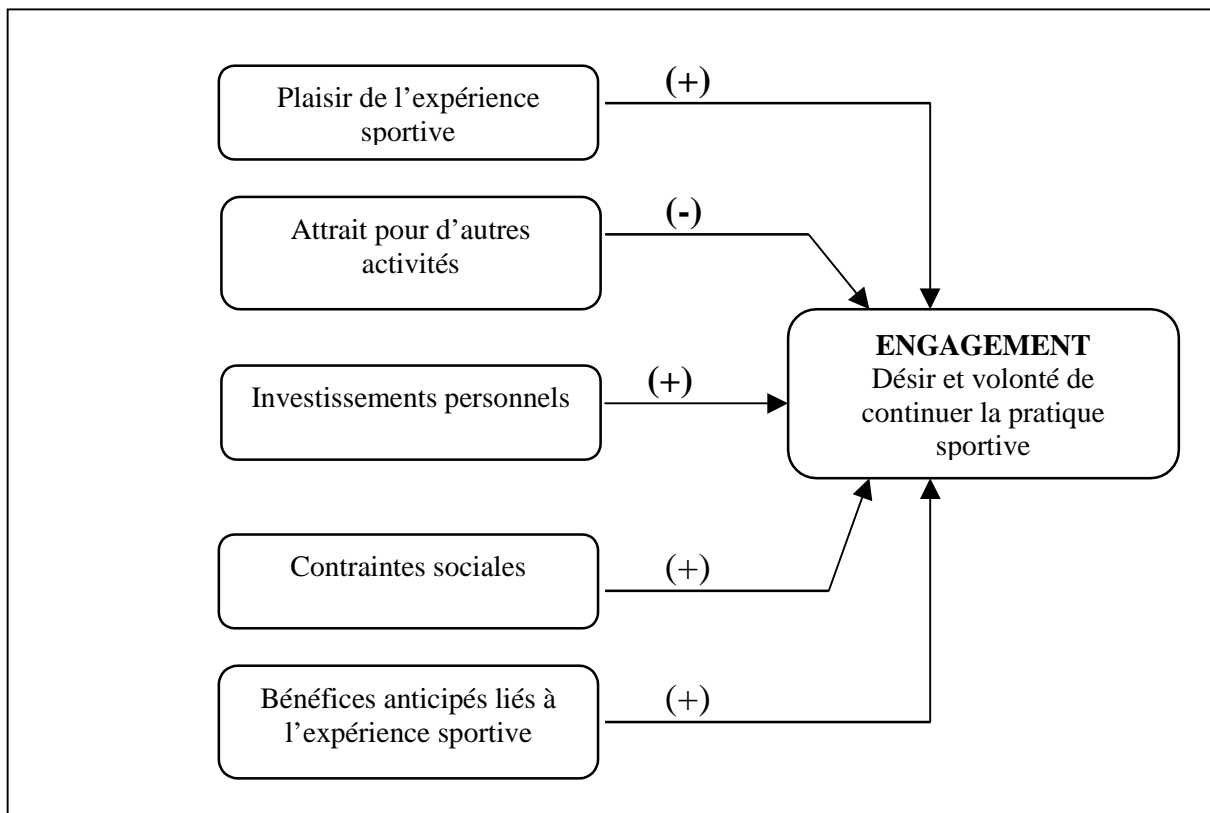 (+)
Plaisir de l’expérience
sportive
(-)
Attrait pour d’autres
activités
ENGAGEMENT
Désir et volonté de
continuer la pratique
sportive
(+)
Investissements personnels
(+)
Contraintes sociales
(+)
Bénéfices anticipés liés à
l’expérience sportive